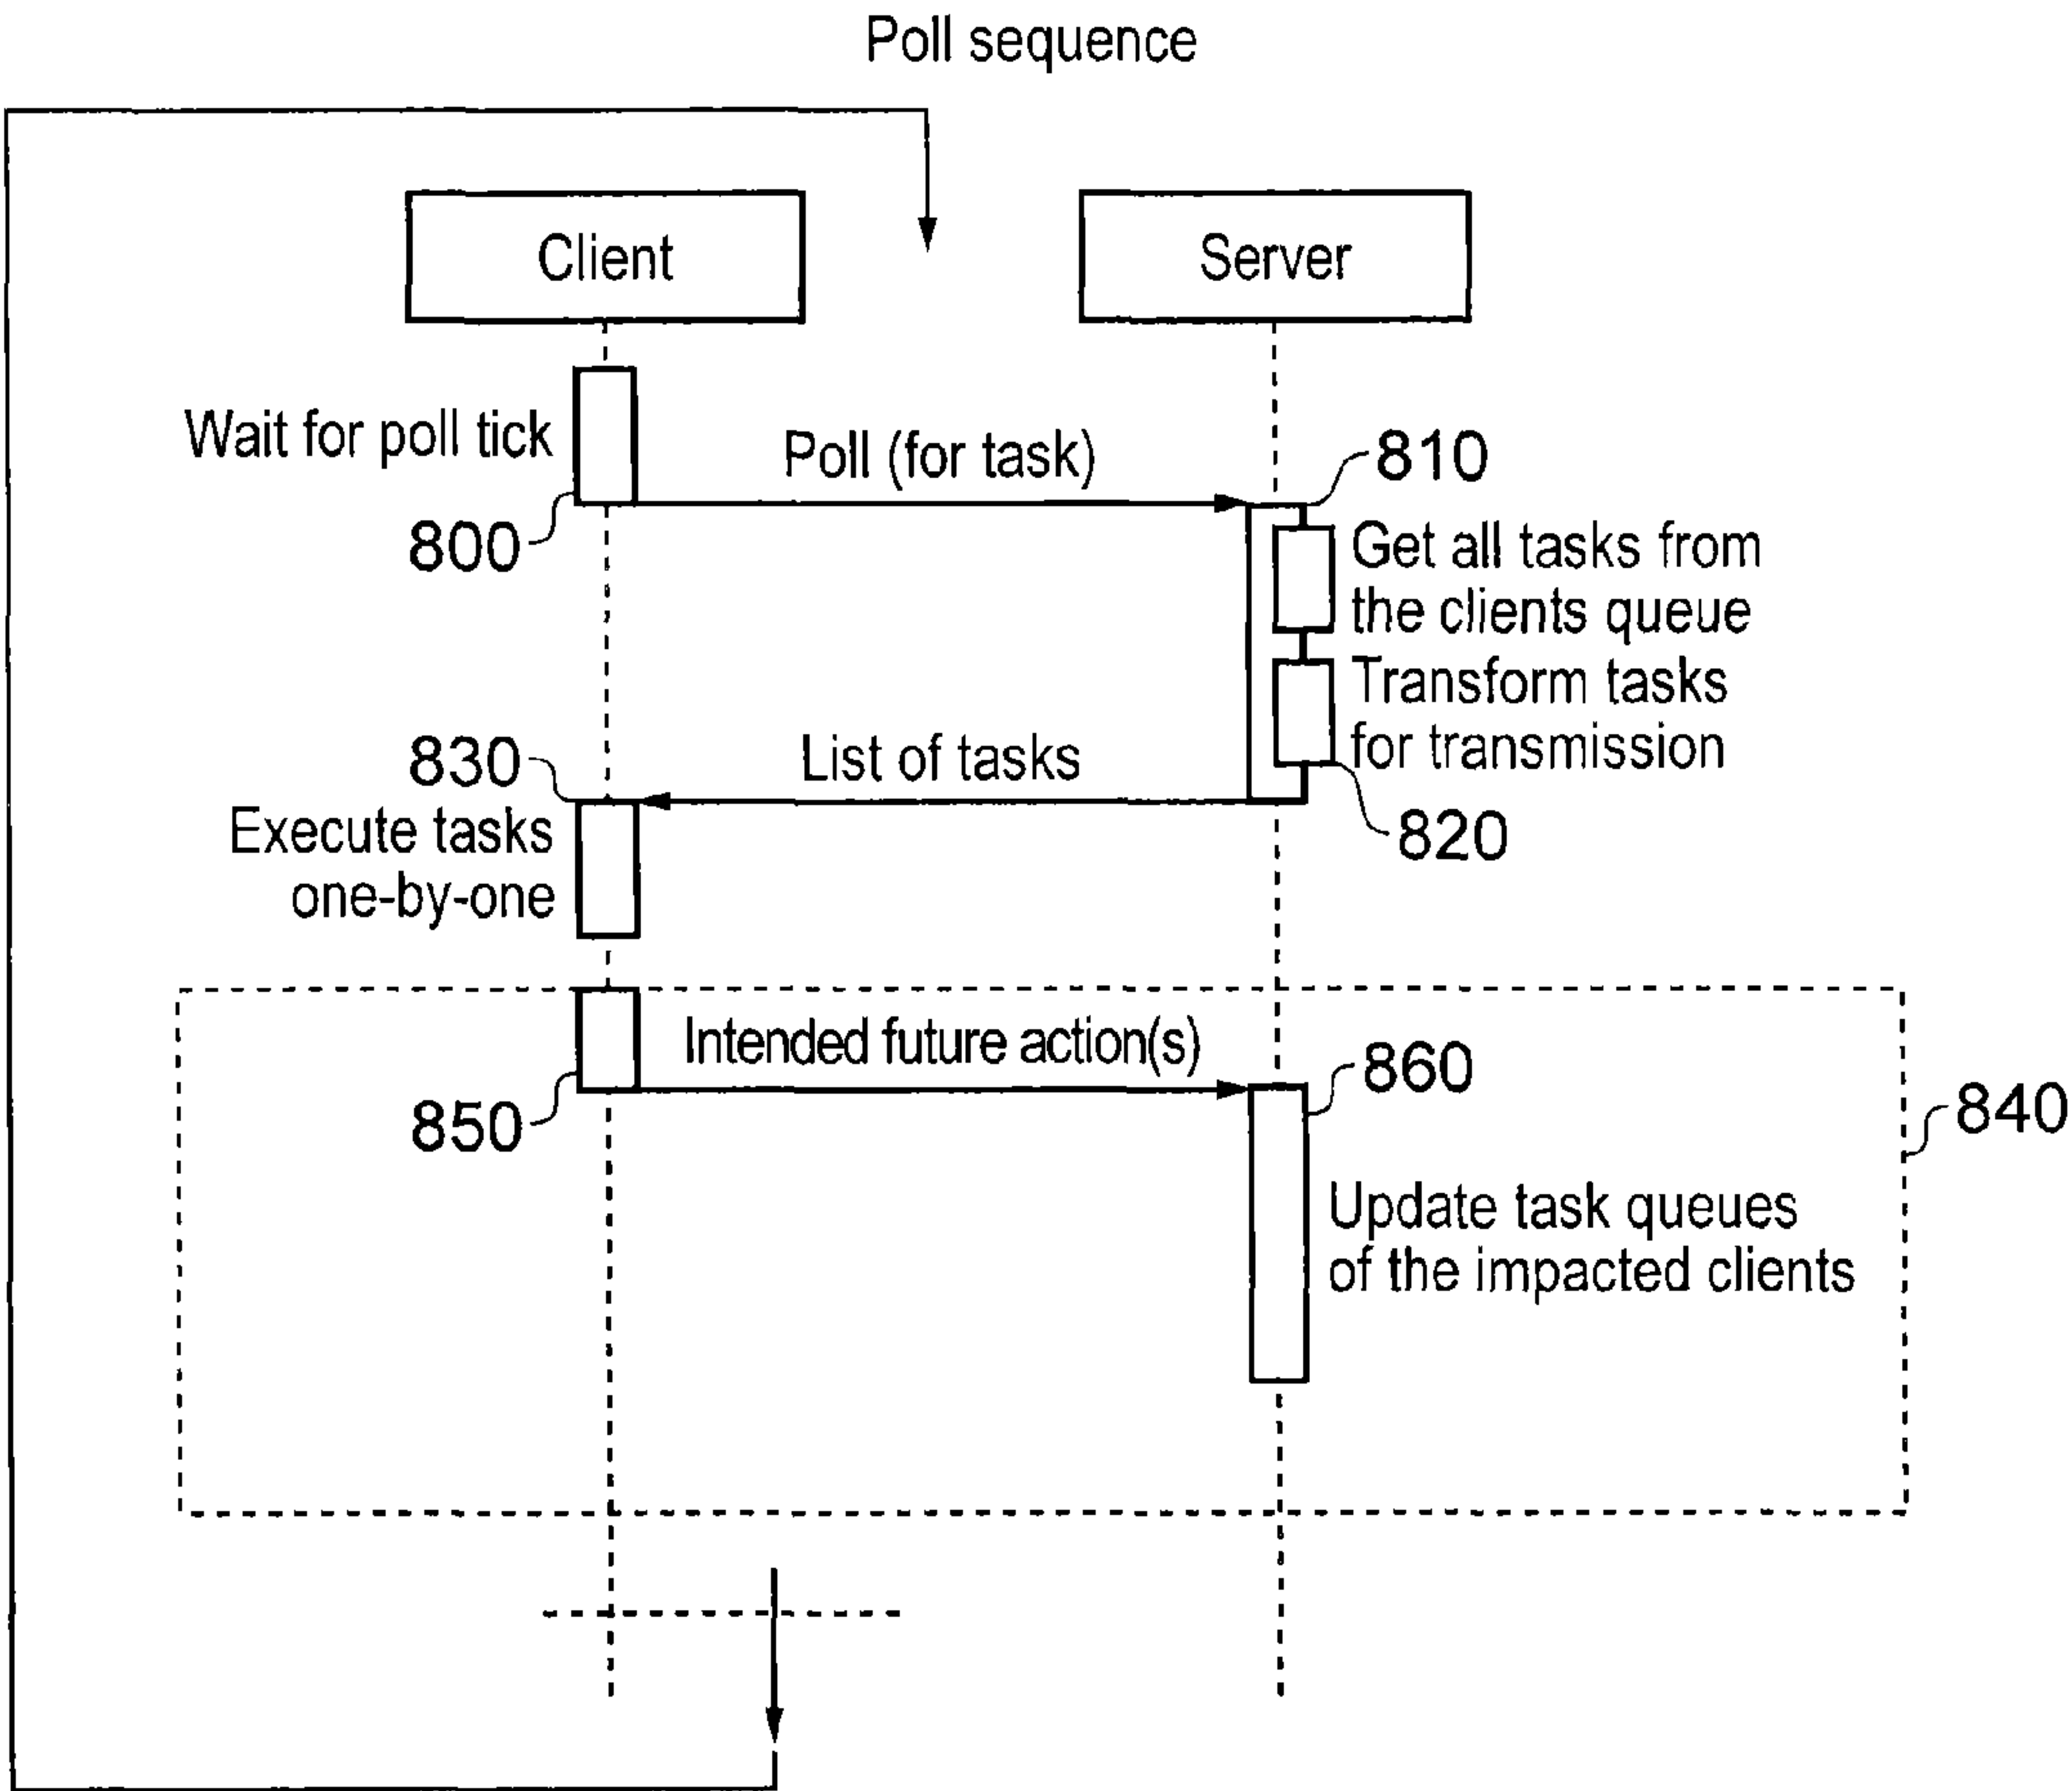 Poll sequence
Client
Server
Wait for poll tick
Poll (for task)
810
800
Get all tasks from
the clients queue
Transform tasks
for transmission
830
List of tasks
820
Execute tasks
one-by-one
Intended future action(s)
860
850
840
Update task queues
of the impacted clients